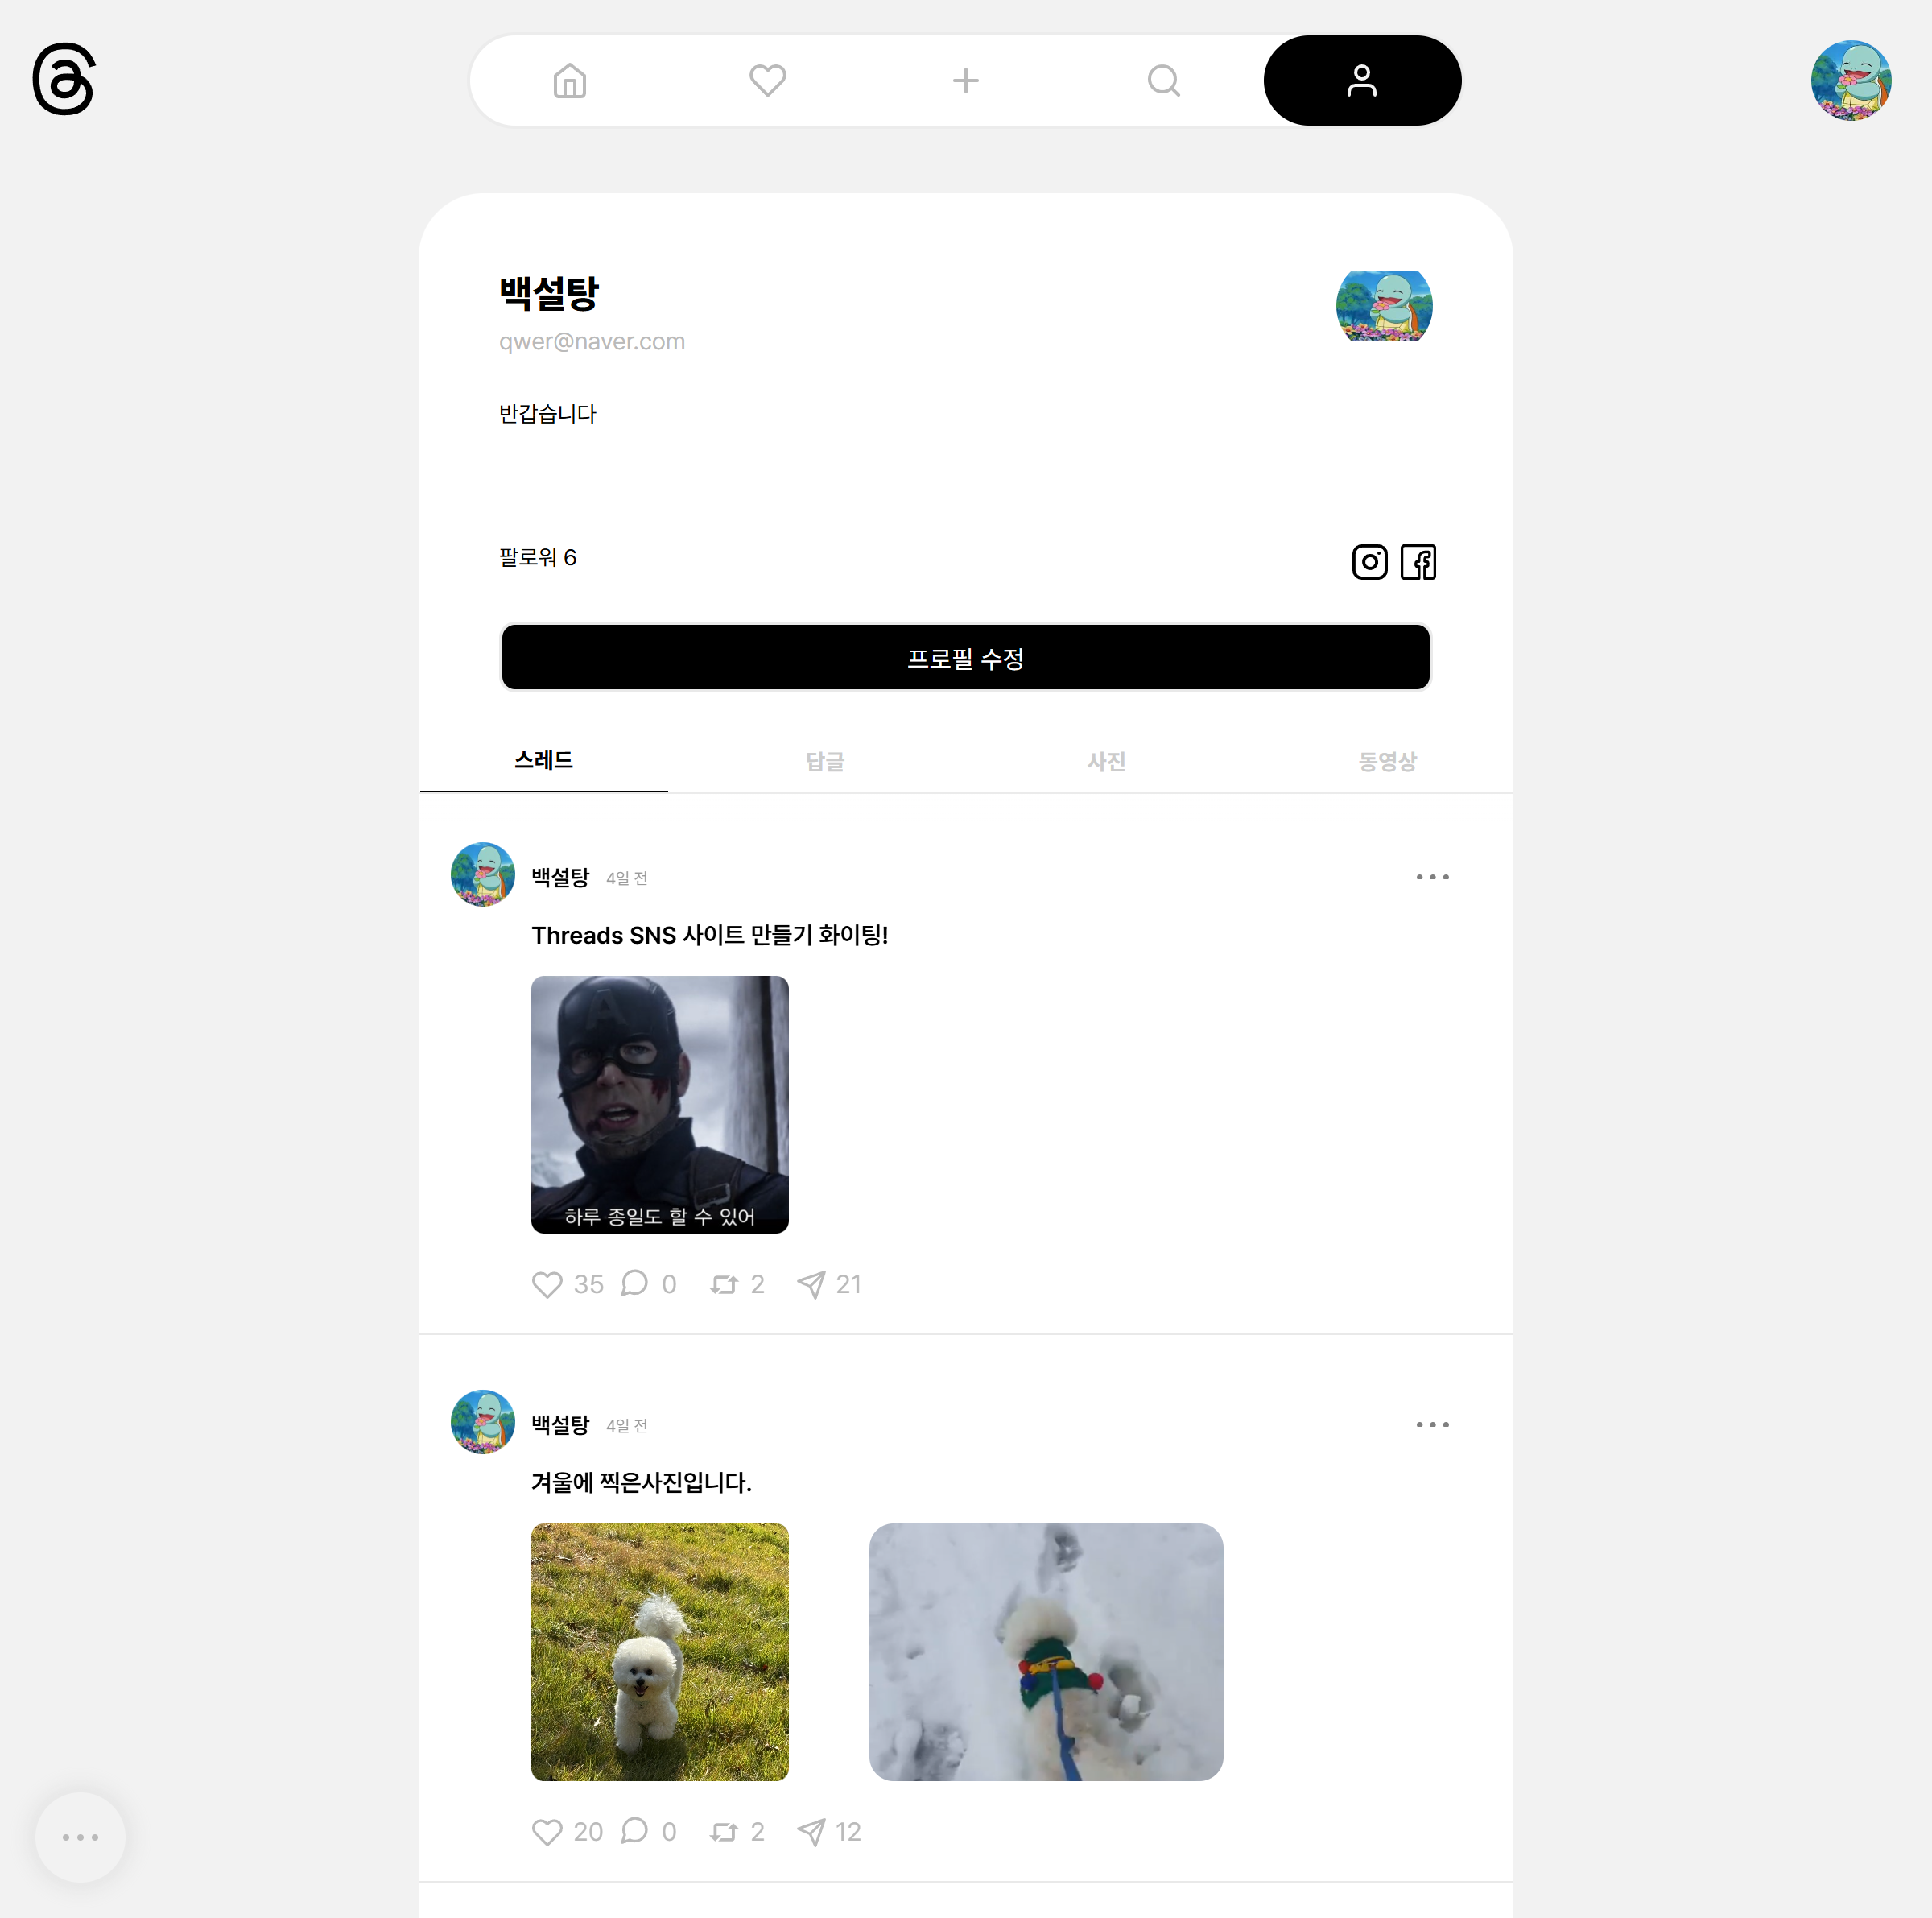 백설탕
qwer@naver.com
반갑습니다
팔로워 6
프로필 수정
스레드 답글 사진 동영상
백설탕 4일 전
Threads SNS 사이트 만들기 화이팅!
A
하루 종일도 할 수 있어
35 0 2 21
백설탕 4일 전
겨울에 찍은사진입니다.
20 0 2 12